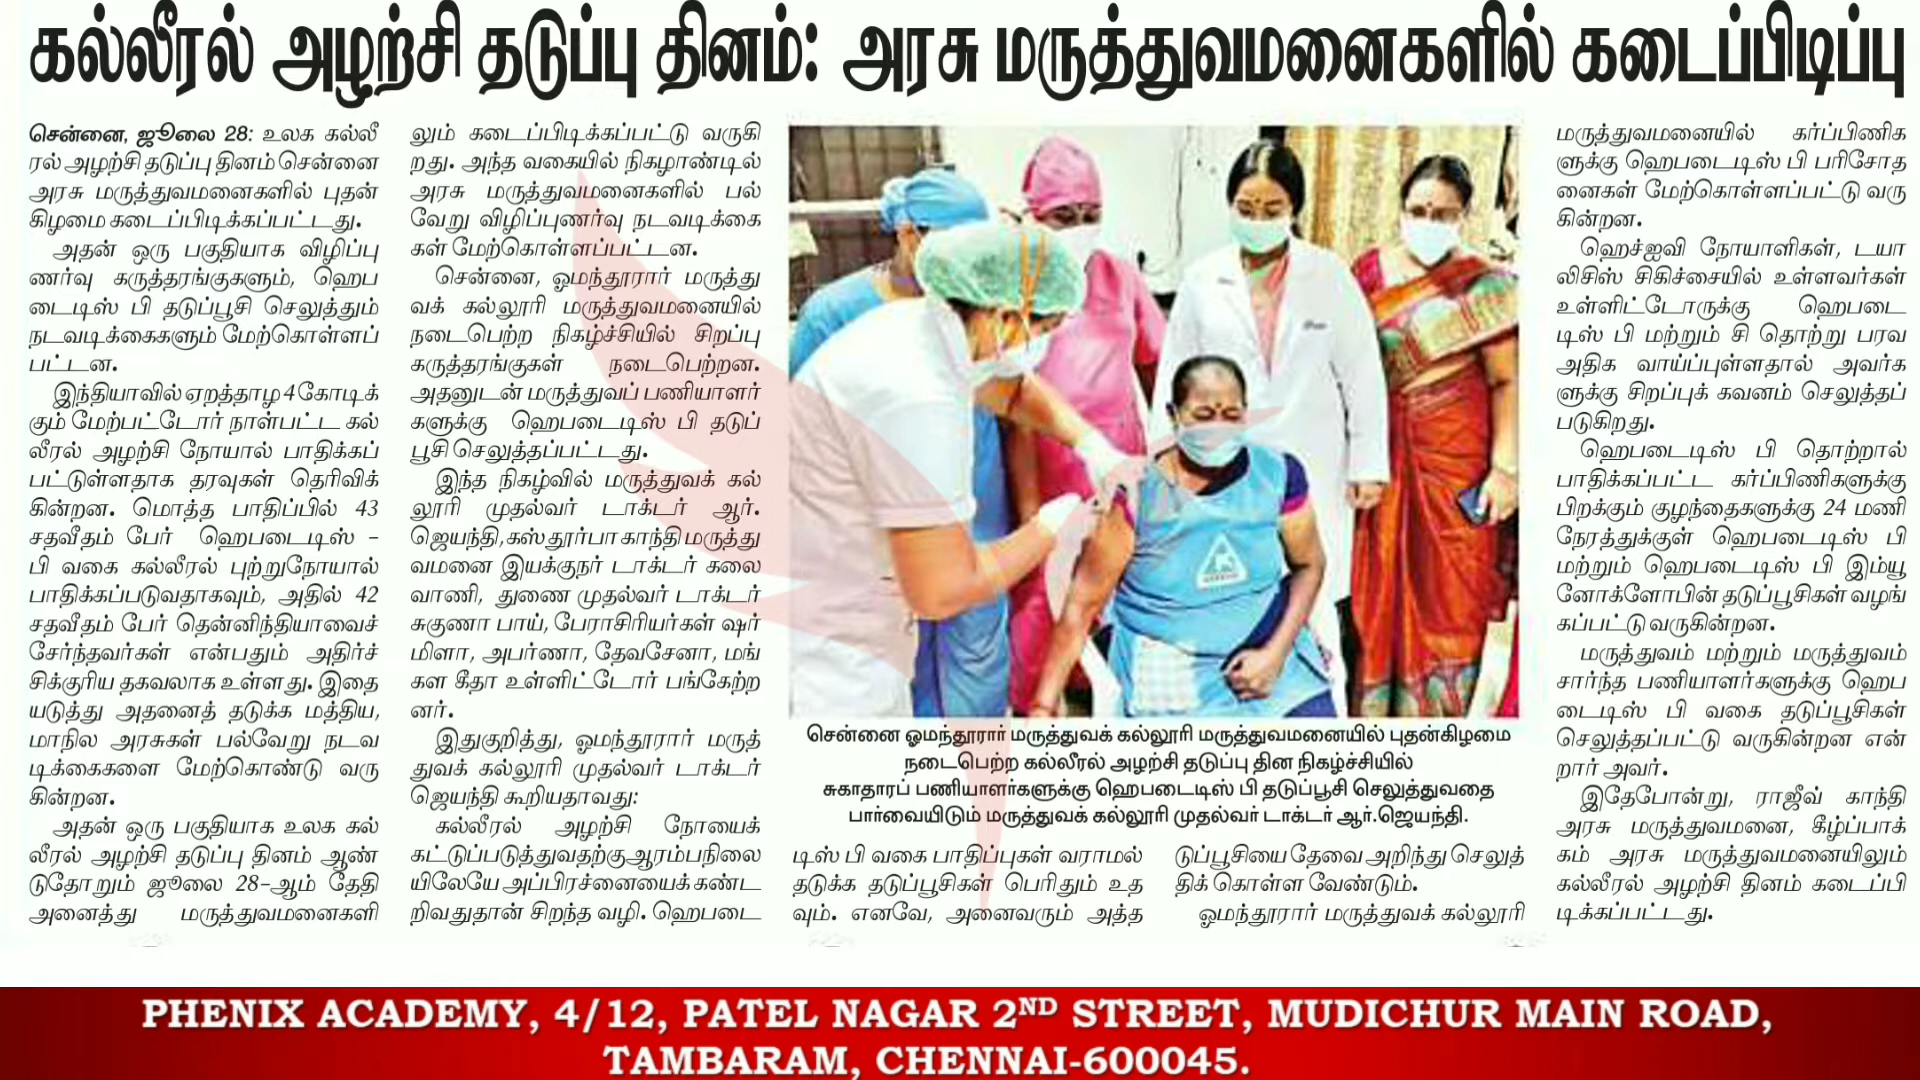 கல்லீரல் அழற்சி தடுப்பு தினம்: அரசு மருத்துவமனைகளில் கடைப்பிடிப்பு
சென்னை, ஜூலை 28: உலக கல்லீ
ரல் அழற்சி தடுப்பு தினம் சென்னை
அரசு மருத்துவமனைகளில் புதன்
கிழமை கடைப்பிடிக்கப்பட்டது.
அதன் ஒரு பகுதியாக விழிப்பு
ணர்வு கருத்தரங்குகளும், ஹெப
டைடிஸ் பி தடுப்பூசி செலுத்தும்
நடவடிக்கைகளும் மேற்கொள்ளப்
பட்டன.
இந்தியாவில் ஏறத்தாழ 4 கோடிக்
கும் மேற்பட்டோர் நாள்பட்ட கல்
லீரல் அழற்சி நோயால் பாதிக்கப்
பட்டுள்ளதாக தரவுகள் தெரிவிக்
கின்றன. மொத்த பாதிப்பில் 43
சதவீதம் பேர் ஹெபடைடிஸ் -
பி வகை கல்லீரல் புற்றுநோயால்
பாதிக்கப்படுவதாகவும், அதில் 42
சதவீதம் பேர் தென்னிந்தியாவைச்
சேர்ந்தவர்கள் என்பதும் அதிர்ச்
சிக்குரிய தகவலாக உள்ளது. இதை
யடுத்து அதனைத் தடுக்க மத்திய,
மாநில அரசுகள் பல்வேறு நடவ
டிக்கைகளை மேற்கொண்டு வரு
கின்றன.
அதன் ஒரு பகுதியாக உலக கல்
லீரல் அழற்சி தடுப்பு தினம் ஆண்
டுதோறும் ஜூலை 28-ஆம் தேதி
அனைத்து மருத்துவமனைகளி
லும் கடைப்பிடிக்கப்பட்டு வருகி
றது. அந்த வகையில் நிகழாண்டில்
அரசு மருத்துவமனைகளில் பல்
வேறு விழிப்புணர்வு நடவடிக்கை
கள் மேற்கொள்ளப்பட்டன.
சென்னை, ஓமந்தூரார் மருத்து
வக் கல்லூரி மருத்துவமனையில்
நடைபெற்ற நிகழ்ச்சியில் சிறப்பு
கருத்தரங்குகள் நடைபெற்றன.
அதனுடன் மருத்துவப் பணியாளர்
களுக்கு ஹெபடைடிஸ் பி தடுப்
பூசி செலுத்தப்பட்டது.
இந்த நிகழ்வில் மருத்துவக் கல்
லூரி முதல்வர் டாக்டர் ஆர்.
ஜெயந்தி, கஸ்தூர்பா காந்தி மருத்து
வமனை இயக்குநர் டாக்டர் கலை
வாணி, துணை முதல்வர் டாக்டர்
சுகுணா பாய், பேராசிரியர்கள் ஷர்
மிளா, அபர்ணா, தேவசேனா, மங்
கள கீதா உள்ளிட்டோர் பங்கேற்ற
னர்.
இதுகுறித்து, ஓமந்தூரார் மருத்
துவக் கல்லூரி முதல்வர் டாக்டர்
ஜெயந்தி கூறியதாவது:
கல்லீரல் அழற்சி நோயைக்
கட்டுப்படுத்துவதற்கு ஆரம்பநிலை
யிலேயே அப்பிரச்னையைக் கண்ட
றிவதுதான் சிறந்த வழி. ஹெபடை
சென்னை ஓமந்தூரார் மருத்துவக் கல்லூரி மருத்துவமனையில் புதன்கிழமை
நடைபெற்ற கல்லீரல் அழற்சி தடுப்பு தின நிகழ்ச்சியில்
சுகாதாரப் பணியாளர்களுக்கு ஹெபடைடிஸ் பி தடுப்பூசி செலுத்துவதை
பார்வையிடும் மருத்துவக் கல்லூரி முதல்வர் டாக்டர் ஆர்.ஜெயந்தி.
டிஸ் பி வகை பாதிப்புகள் வராமல்
தடுக்க தடுப்பூசிகள் பெரிதும் உத
வும். எனவே, அனைவரும் அத்த
டுப்பூசியை தேவை அறிந்து செலுத்
திக் கொள்ள வேண்டும்.
ஓமந்தூரார் மருத்துவக் கல்லூரி
மருத்துவமனையில் கர்ப்பிணிக
ளுக்கு ஹெபடைடிஸ் பி பரிசோத
னைகள் மேற்கொள்ளப்பட்டு வரு
கின்றன.
ஹெச்ஐவி நோயாளிகள், டயா
லிசிஸ் சிகிச்சையில் உள்ளவர்கள்
உள்ளிட்டோருக்கு ஹெபடை
டிஸ் பி மற்றும் சி தொற்று பரவ
அதிக வாய்ப்புள்ளதால் அவர்க
ளுக்கு சிறப்புக் கவனம் செலுத்தப்
படுகிறது.
ஹெபடைடிஸ் பி தொற்றால்
பாதிக்கப்பட்ட கர்ப்பிணிகளுக்கு
பிறக்கும் குழந்தைகளுக்கு 24 மணி
நேரத்துக்குள் ஹெபடைடிஸ் பி
மற்றும் ஹெபடைடிஸ் பி இம்யூ
னோக்ளோபின் தடுப்பூசிகள் வழங்
கப்பட்டு வருகின்றன.
மருத்துவம் மற்றும் மருத்துவம்
சார்ந்த பணியாளர்களுக்கு ஹெப
டைடிஸ் பி வகை தடுப்பூசிகள்
செலுத்தப்பட்டு வருகின்றன என்
றார் அவர்.
இதேபோன்று, ராஜீவ் காந்தி
அரசு மருத்துவமனை, கீழ்ப்பாக்
கம் அரசு மருத்துவமனையிலும்
கல்லீரல் அழற்சி தினம் கடைப்பி
டிக்கப்பட்டது.
PHENIX ACADEMY, 4/12, PATEL NAGAR 2ND STREET, MUDICHUR MAIN ROAD,
TAMBARAM, CHENNAI-600045.